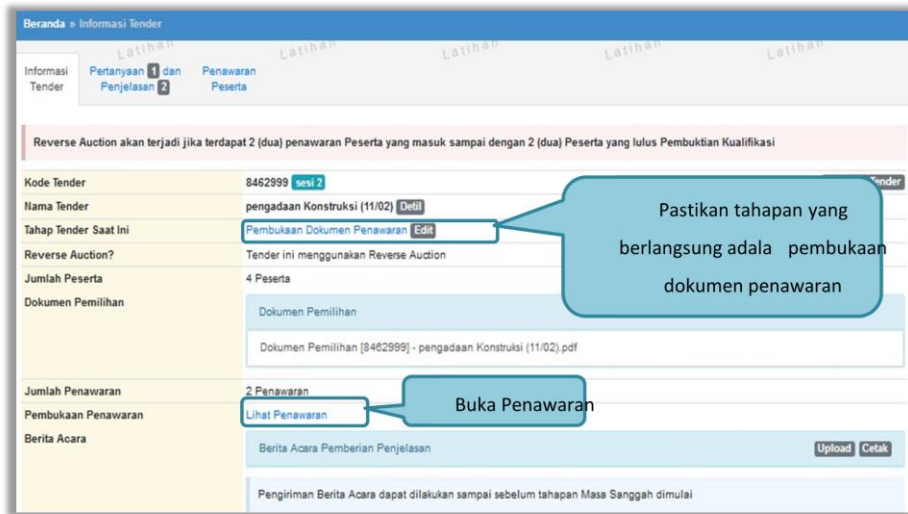 Beranda » Informasi Tender
Latihan Latihan Latihan Latihan Latihan
Informasi Tender
Pertanyaan 1 dan Penjelasan 2
Penawaran Peserta
Reverse Auction akan terjadi jika terdapat 2 (dua) penawaran Peserta yang masuk sampai dengan 2 (dua) Peserta yang lulus Pembuktian Kualifikasi
Kode Tender 8462999 sesi 2 Tender
Nama Tender pengadaan Konstruksi (11/02) Detil
Tahap Tender Saat Ini Pembukaan Dokumen Penawaran Edit
Reverse Auction? Tender ini menggunakan Reverse Auction
Jumlah Peserta 4 Peserta
Pastikan tahapan yang
berlangsung adala pembukaan
dokumen penawaran
Dokumen Pemilihan Dokumen Pemilihan
Dokumen Pemilihan [8462999] - pengadaan Konstruksi (11/02).pdf
Jumlah Penawaran 2 Penawaran
Pembukaan Penawaran Lihat Penawaran
Buka Penawaran
Berita Acara Berita Acara Pemberian Penjelasan Upload Cetak
Pengiriman Berita Acara dapat dilakukan sampai sebelum tahapan Masa Sanggah dimulai